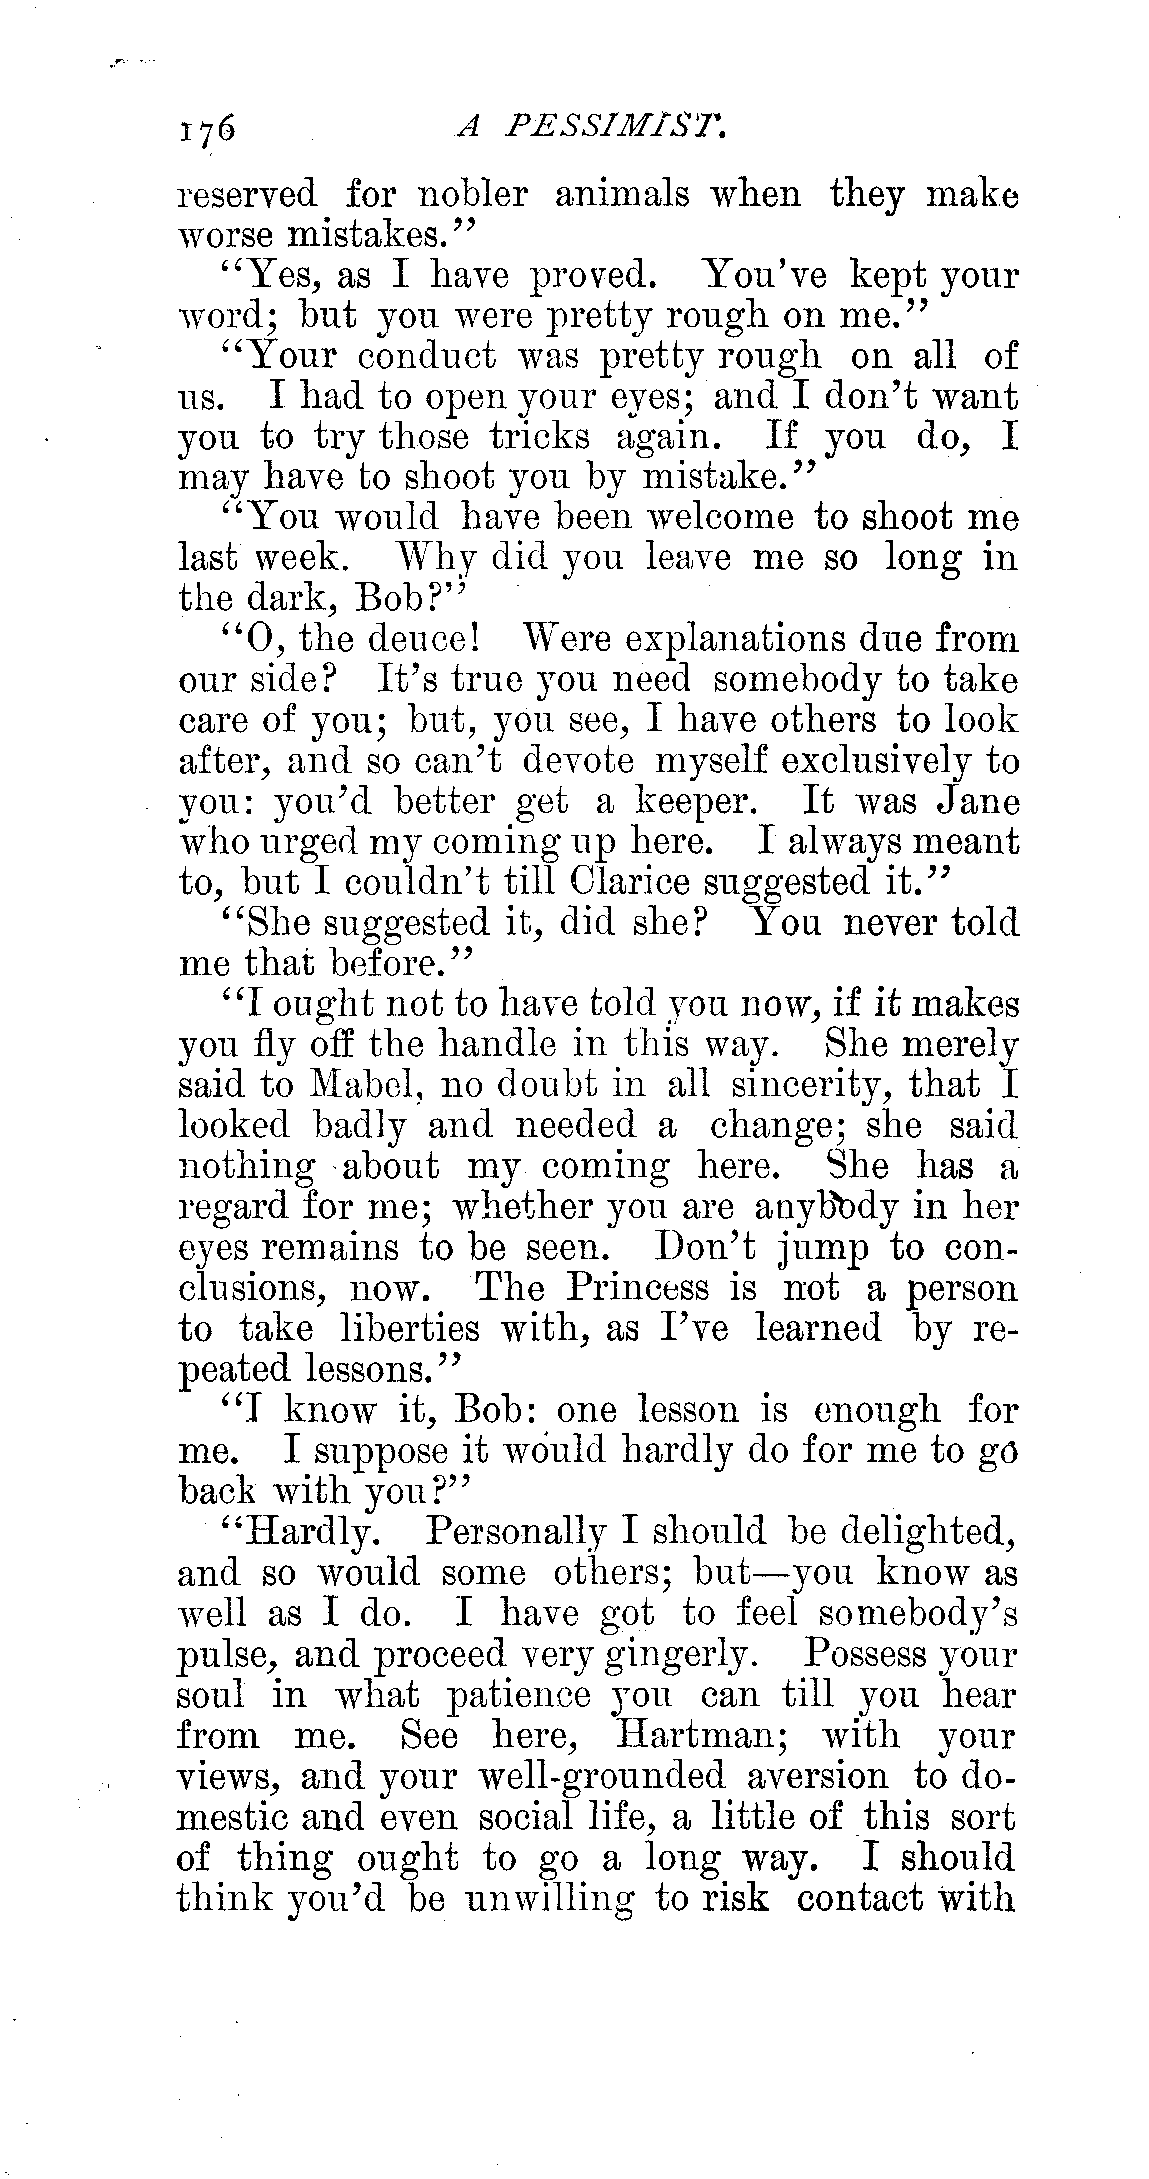 176 A PESSIMIST.
reserved for nobler animals when they make
worse mistakes."
"Yes, as I have proved. You've kept your
word; but you were pretty rough on me."
"Your conduct was pretty rough on all of
us. I had to open your eyes; and I don't want
you to try those tricks again. If you do, I
may have to shoot you by mistake."
"You would have been welcome to shoot me
last week. Why did you leave me so long in
the dark, Bob?"
"O, the deuce! Were explanations due from
our side? It's true you need somebody to take
care of you; but, you see, I have others to look
after, and so can't devote myself exclusively to
you: you'd better get a keeper. It was Jane
who urged my coming up here. I always meant
to, but I couldn't till Clarice suggested it."
"She suggested it, did she? You never told
me that before."
"I ought not to have told you now, if it makes
you fly off the handle in this way. She merely
said to Mabel, no doubt in all sincerity, that I
looked badly and needed a change; she said
nothing about my coming here. She has a
regard for me; whether you are anybody in her
eyes remains to be seen. Don't jump to con-
clusions, now. The Princess is not a person
to take liberties with, as I've learned by re-
peated lessons."
"I know it, Bob: one lesson is enough for
me. I suppose it would hardly do for me to go
back with you?"
"Hardly. Personally I should be delighted,
and so would some others; but—you know as
well as I do. I have got to feel somebody's
pulse, and proceed very gingerly. Possess your
soul in what patience you can till you hear
from me. See here, Hartman; with your
views, and your well-grounded aversion to do-
mestic and even social life, a little of this sort
of thing ought to go a long way. I should
think you'd be unwilling to risk contact with